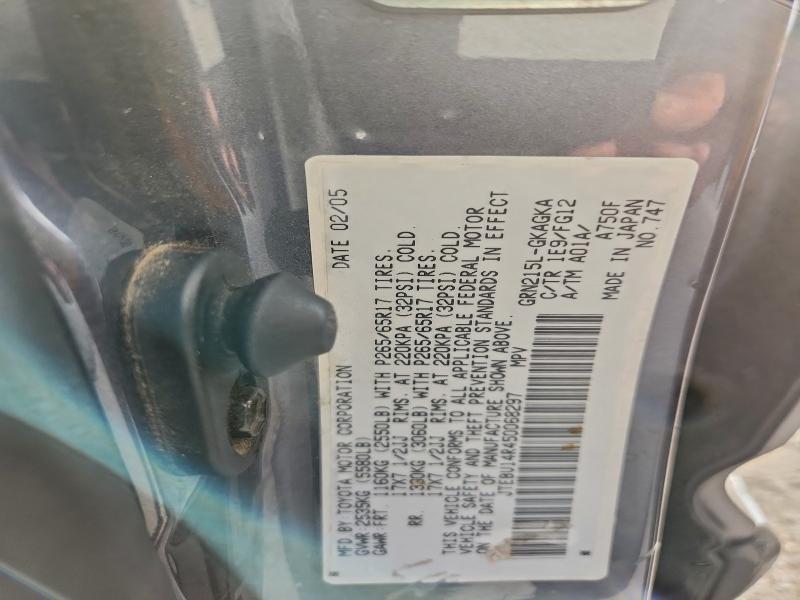 MFD BY TOYOTA MOTOR CORPORATION DATE 02/05
GVWR:2535KG (5580LB)
GAWR:FRT. 1160KG (2550LB) WITH P265/65R17 TIRES.
17X7 1/2JJ RIMS. AT 220KPA (32PSI) COLD.
RR. 1390KG (3060LB) WITH P265/65R17 TIRES.
17X7 1/2JJ RIMS. AT 220KPA (32PSI) COLD.
THIS VEHICLE CONFORMS TO ALL APPLICABLE FEDERAL MOTOR
VEHICLE SAFETY AND THEFT PREVENTION STANDARDS IN EFFECT
ON THE DATE OF MANUFACTURE SHOWN ABOVE.
JTEBU14R450068297 MPV
GRN215L-GKAGKA
C/TR 1E9/FG12
A/TM A01A/ A750F
MADE IN JAPAN
NO. 747